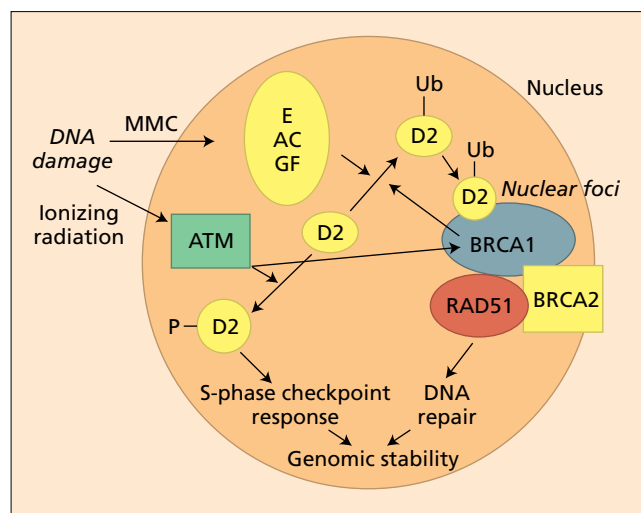 Nucleus
Ub
E
AC
GF
MMC
DNA
damage
D2
Ub
D2
Nuclear foci
Ionizing
radiation
ATM
D2
BRCA1
RAD51
BRCA2
P
D2
S-phase checkpoint
response
DNA
repair
Genomic stability